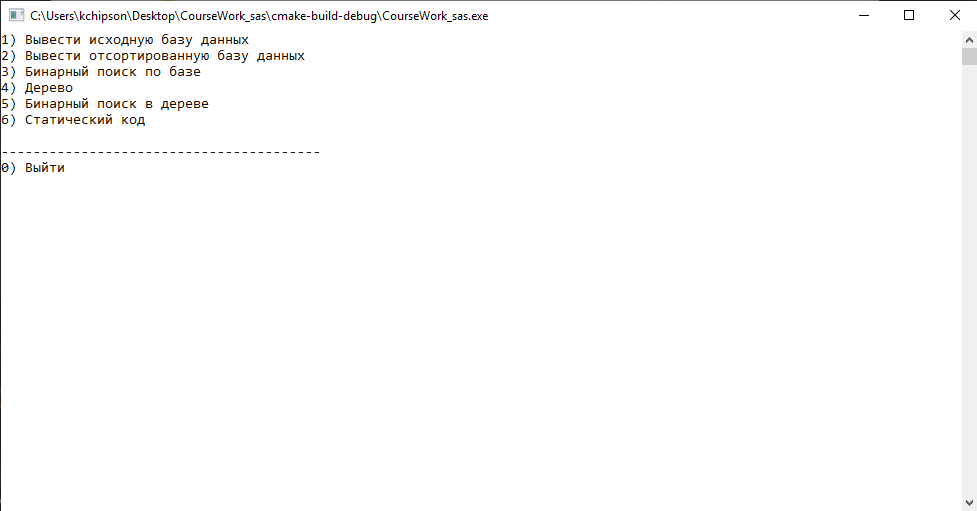 C:\Users\kchipson\Desktop\CourseWork_sas\cmake-build-debug\CourseWork_sas.exe
1) Вывести исходную базу данных
2) Вывести отсортированную базу данных
3) Бинарный поиск по базе
4) Дерево
5) Бинарный поиск в дереве
6) Статический код
----------------------------------------
0) Выйти